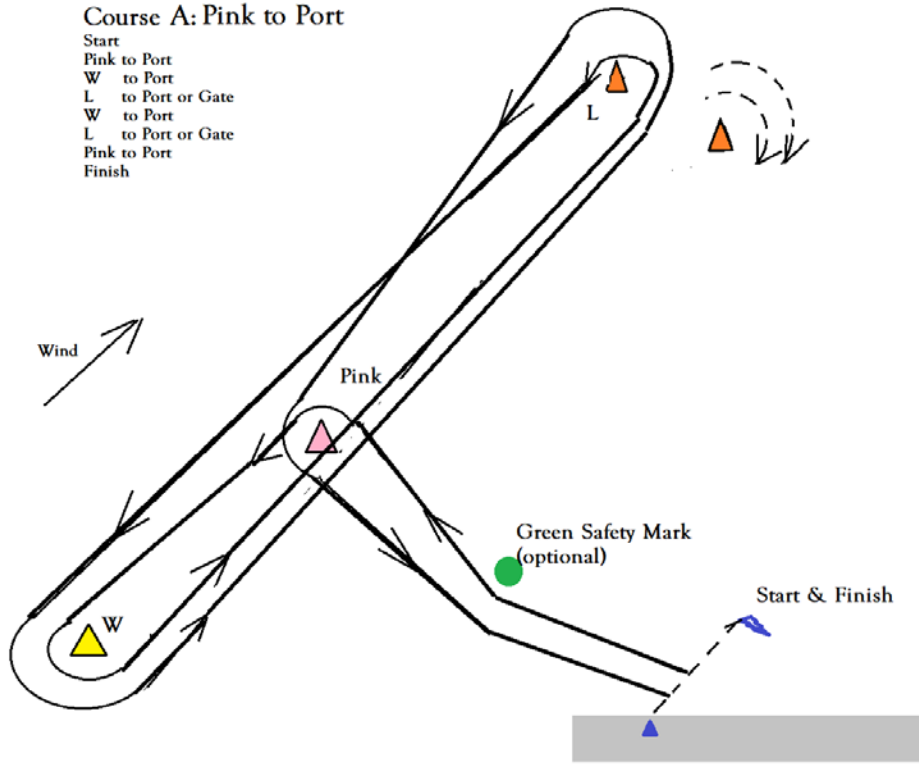 Course A: Pink to Port
Start
Pink to Port
W to Port
L to Port or Gate
W to Port
L to Port or Gate
Pink to Port
Finish
L
Wind
Pink
Green Safety Mark
(optional)
Start & Finish
W